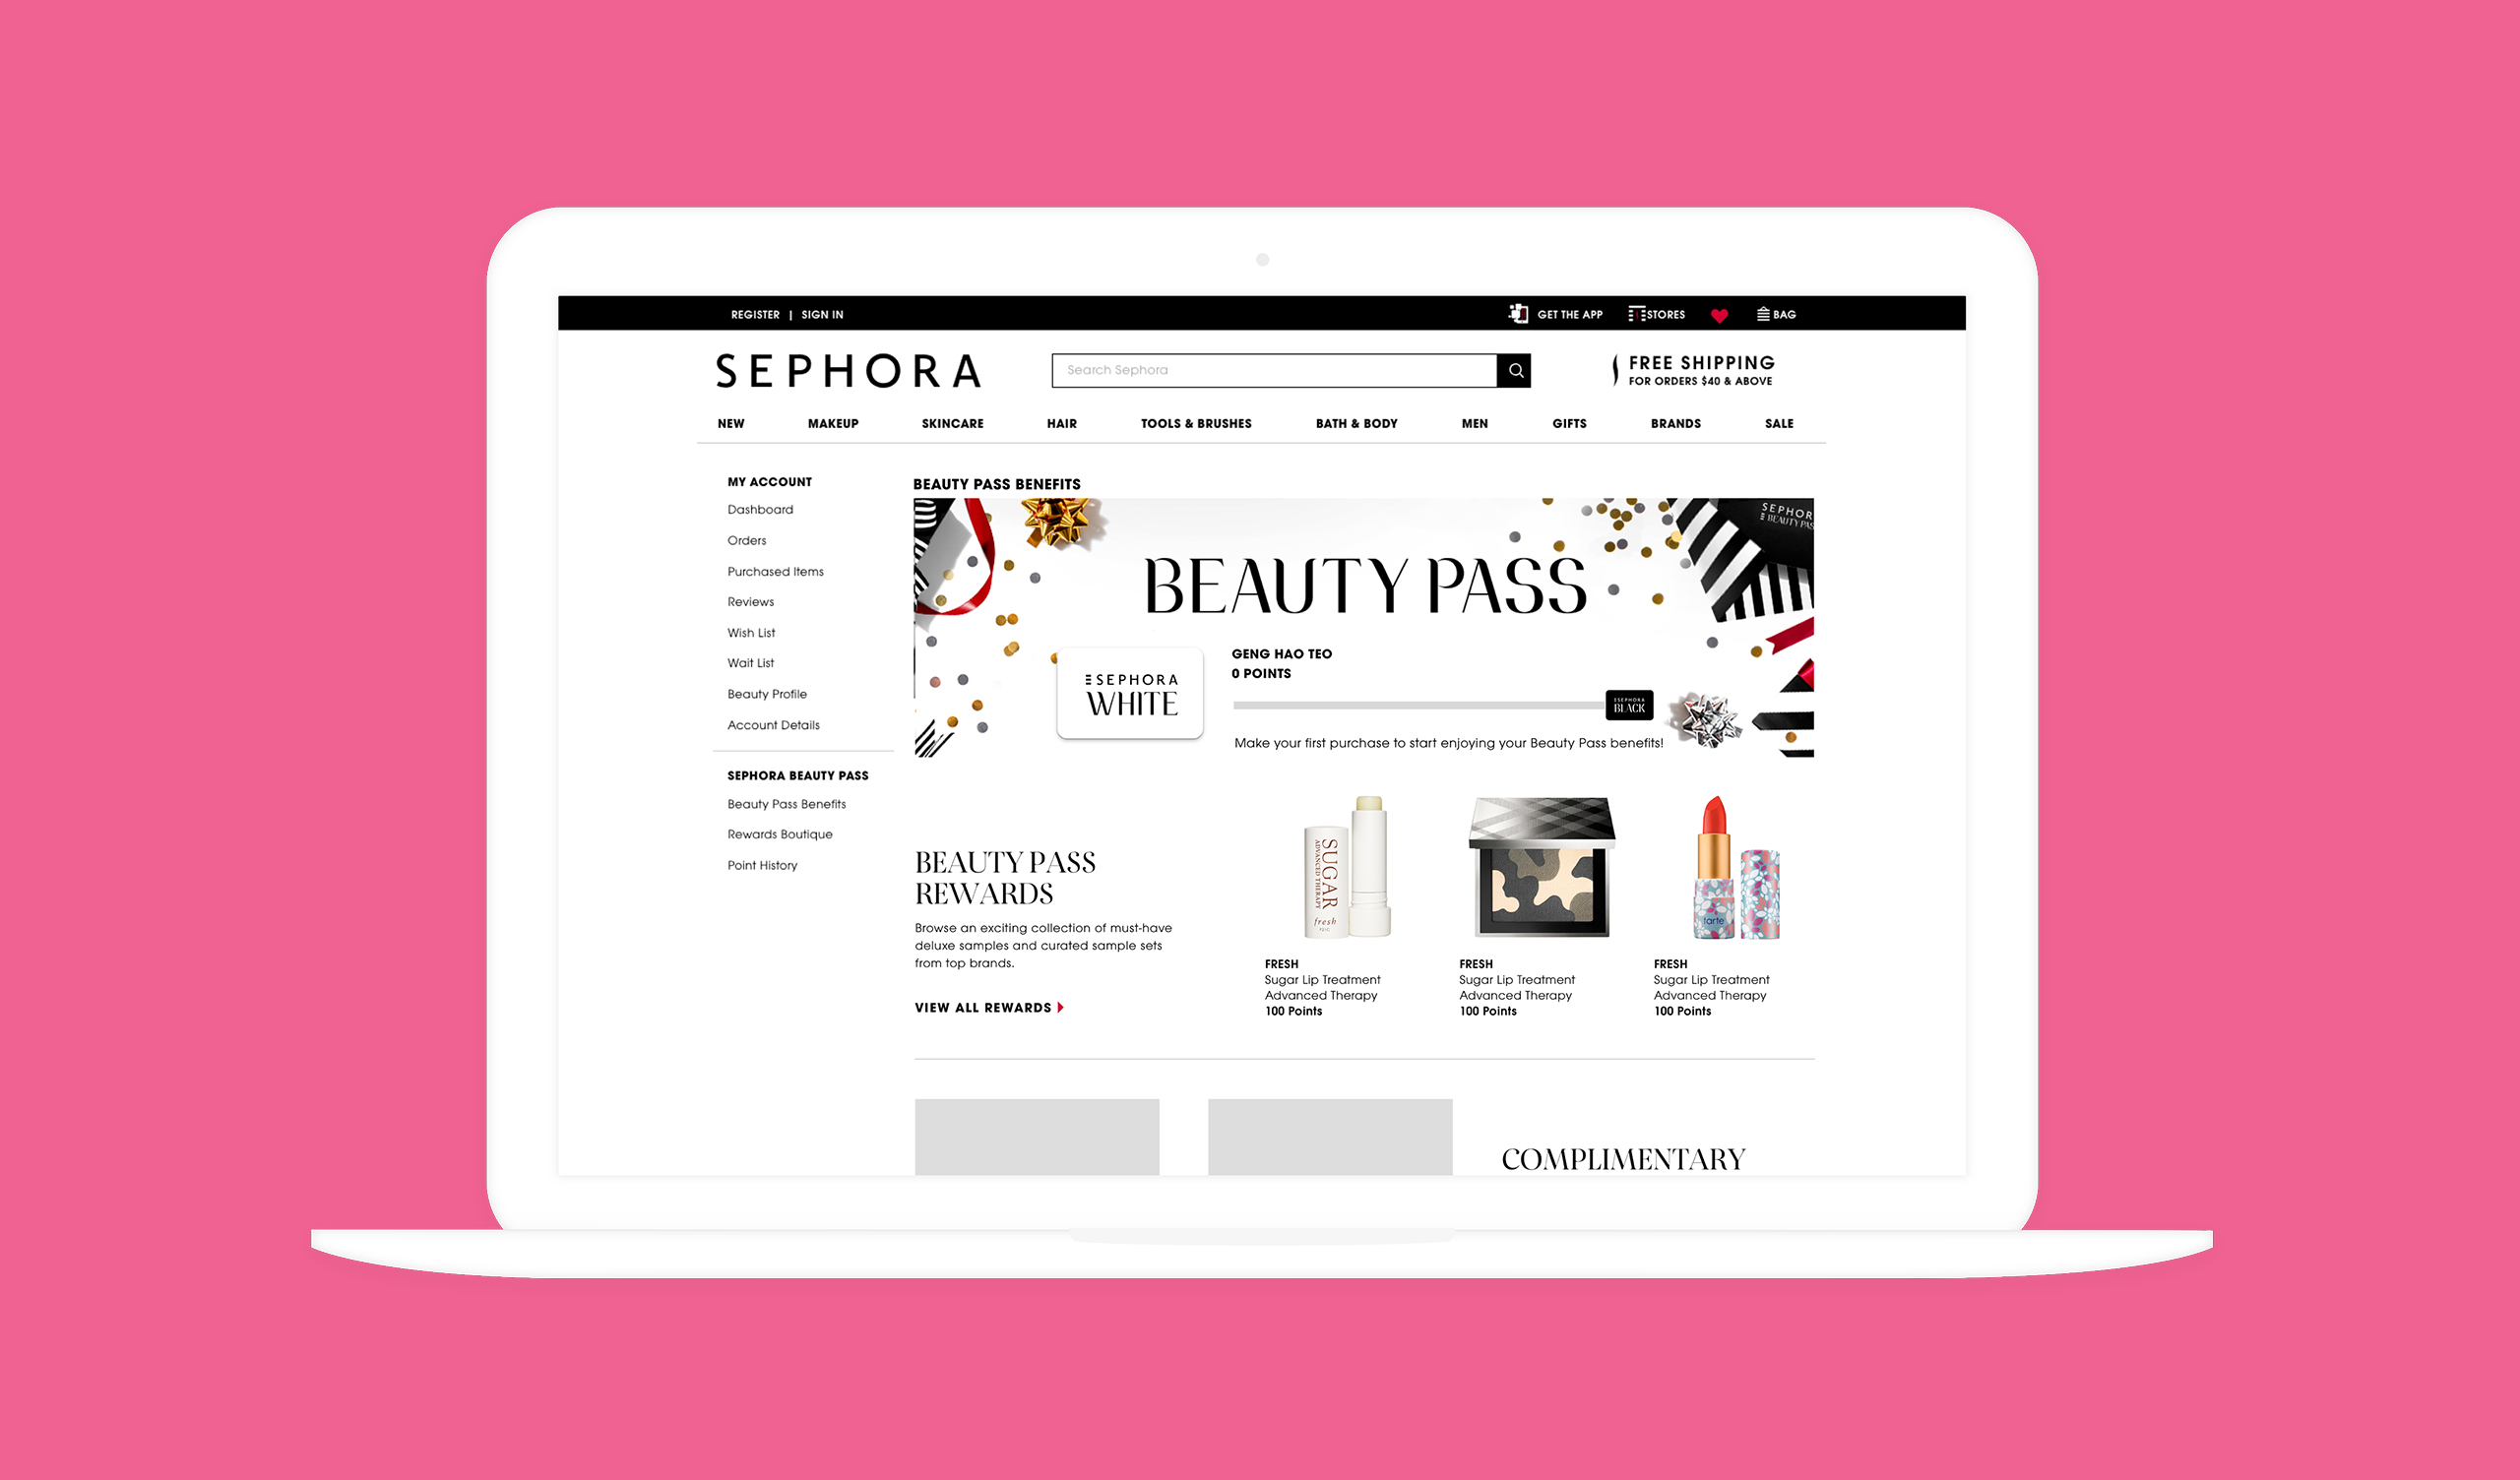 REGISTER | SIGN IN
GET THE APP
STORES
BAG
SEPHORA
Search Sephora
FREE SHIPPING
FOR ORDERS $40 & ABOVE
NEW
MAKEUP
SKINCARE
HAIR
TOOLS & BRUSHES
BATH & BODY
MEN
GIFTS
BRANDS
SALE
MY ACCOUNT
Dashboard
Orders
Purchased Items
Reviews
Wish List
Wait List
Beauty Profile
Account Details
SEPHORA BEAUTY PASS
Beauty Pass Benefits
Rewards Boutique
Point History
BEAUTY PASS BENEFITS
SEPHOR
BEAUTY PAS
BEAUTY PASS
SEPHORA
WHITE
GENG HAO TEO
0 POINTS
SEPHORA
BLACK
Make your first purchase to start enjoying your Beauty Pass benefits!
BEAUTY PASS
REWARDS
Browse an exciting collection of must-have
deluxe samples and curated sample sets
from top brands.
VIEW ALL REWARDS
SUGAR
ADVANCED THERAPY
fresh
tarte
FRESH
Sugar Lip Treatment
Advanced Therapy
100 Points
FRESH
Sugar Lip Treatment
Advanced Therapy
100 Points
FRESH
Sugar Lip Treatment
Advanced Therapy
100 Points
COMPLIMENTARY